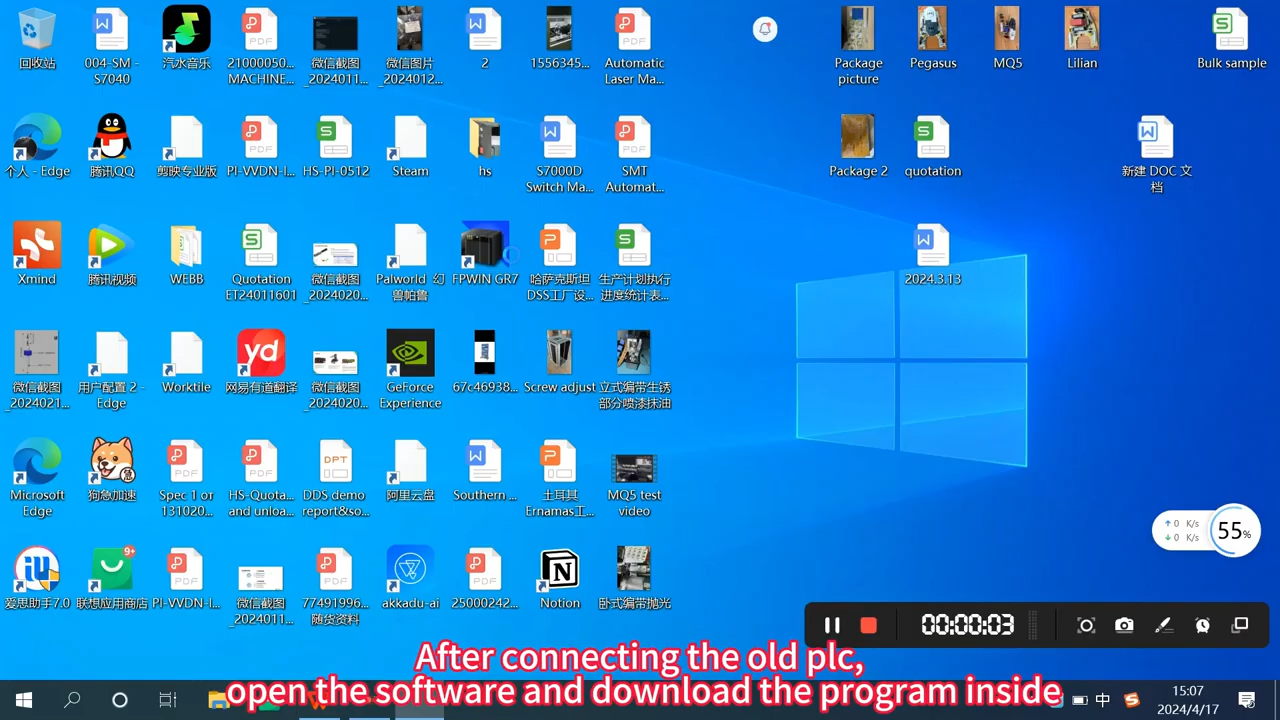 回收站
004-SM -
S7040
汽水音乐
21000050...
MACHINE...
微信截图
_2024011...
微信图片
_2024012...
2
1556345...
Automatic
Laser Ma...
Package
picture
Pegasus
MQ5
Lilian
Bulk sample
个人 - Edge
腾讯QQ
剪映专业版
PI-VVDN-I...
HS-PI-0512
Steam
hs
S7000D
Switch Ma...
SMT
Automat...
Package 2
quotation
新建 DOC 文
档
Xmind
腾讯视频
WEBB
Quotation
ET24011601
微信截图
_2024020...
Palworld 幻
兽帕鲁
FPWIN GR7
哈萨克斯坦
DSS工厂设...
生产计划执行
进度统计表...
2024.3.13
微信截图
_2024021...
用户配置 2 -
Edge
Worktile
yd
网易有道翻译
微信截图
_2024020...
GeForce
Experience
67c46938...
Screw adjust
立式编带生锈
部分喷漆抹油
Microsoft
Edge
狗急加速
Spec 1 or
131020...
HS-Quota...
and unloa...
DPT
DDS demo
report&so...
阿里云盘
Southern ...
土耳其
Ernamas工...
MQ5 test
video
0 K/s
0 K/s
55%
爱思助手7.0
9+
联想应用商店
PI-VVDN-I...
微信截图
_2024011...
77491996...
随货资料
akkadu-ai
25000242...
Notion
卧式编带抛光
00:00:03
After connecting the old plc,
open the software and download the program inside
中
15:07
2024/4/17